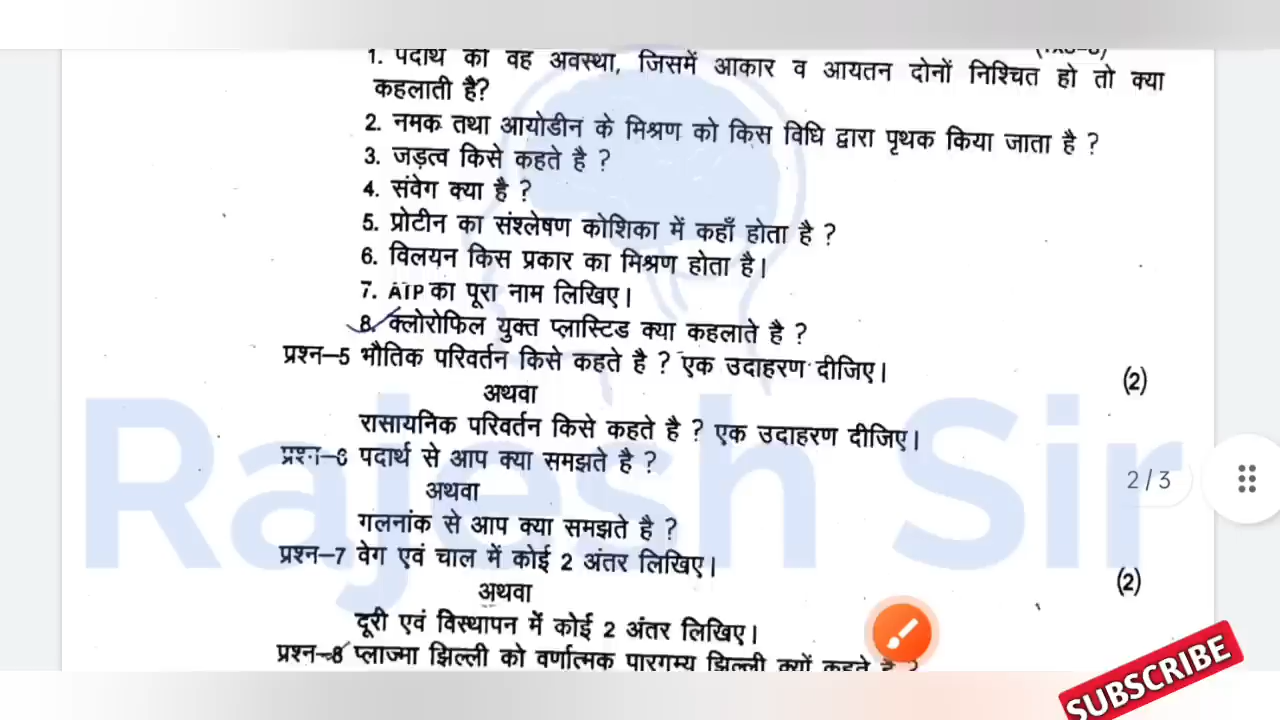 (1x8=8)
1. पदार्थ की वह अवस्था, जिसमें आकार व आयतन दोनों निश्चित हो तो क्या
कहलाती है?
2. नमक तथा आयोडीन के मिश्रण को किस विधि द्वारा पृथक किया जाता है ?
3. जड़त्व किसे कहते है ?
4. संवेग क्या है ?
5. प्रोटीन का संश्लेषण कोशिका में कहाँ होता है ?
6. विलयन किस प्रकार का मिश्रण होता है।
7. ATP का पूरा नाम लिखिए।
8. क्लोरोफिल युक्त प्लास्टिड क्या कहलाते है ?
प्रश्न–5 भौतिक परिवर्तन किसे कहते है ? एक उदाहरण दीजिए। (2)
अथवा
रासायनिक परिवर्तन किसे कहते है ? एक उदाहरण दीजिए।
प्रश्न–6 पदार्थ से आप क्या समझते है ?
अथवा
2/3
गलनांक से आप क्या समझते है ?
प्रश्न–7 वेग एवं चाल में कोई 2 अंतर लिखिए। (2)
अथवा
दूरी एवं विस्थापन में कोई 2 अंतर लिखिए।
प्रश्न–8 प्लाज्मा झिल्ली को वर्णात्मक पारगम्य झिल्ली क्यों कहते है ?
Rajesh Sir
SUBSCRIBE